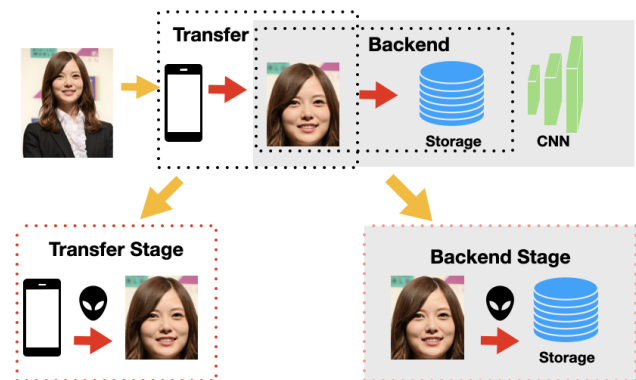 Transfer
Backend
Storage
CNN
Transfer Stage
Backend Stage
Storage